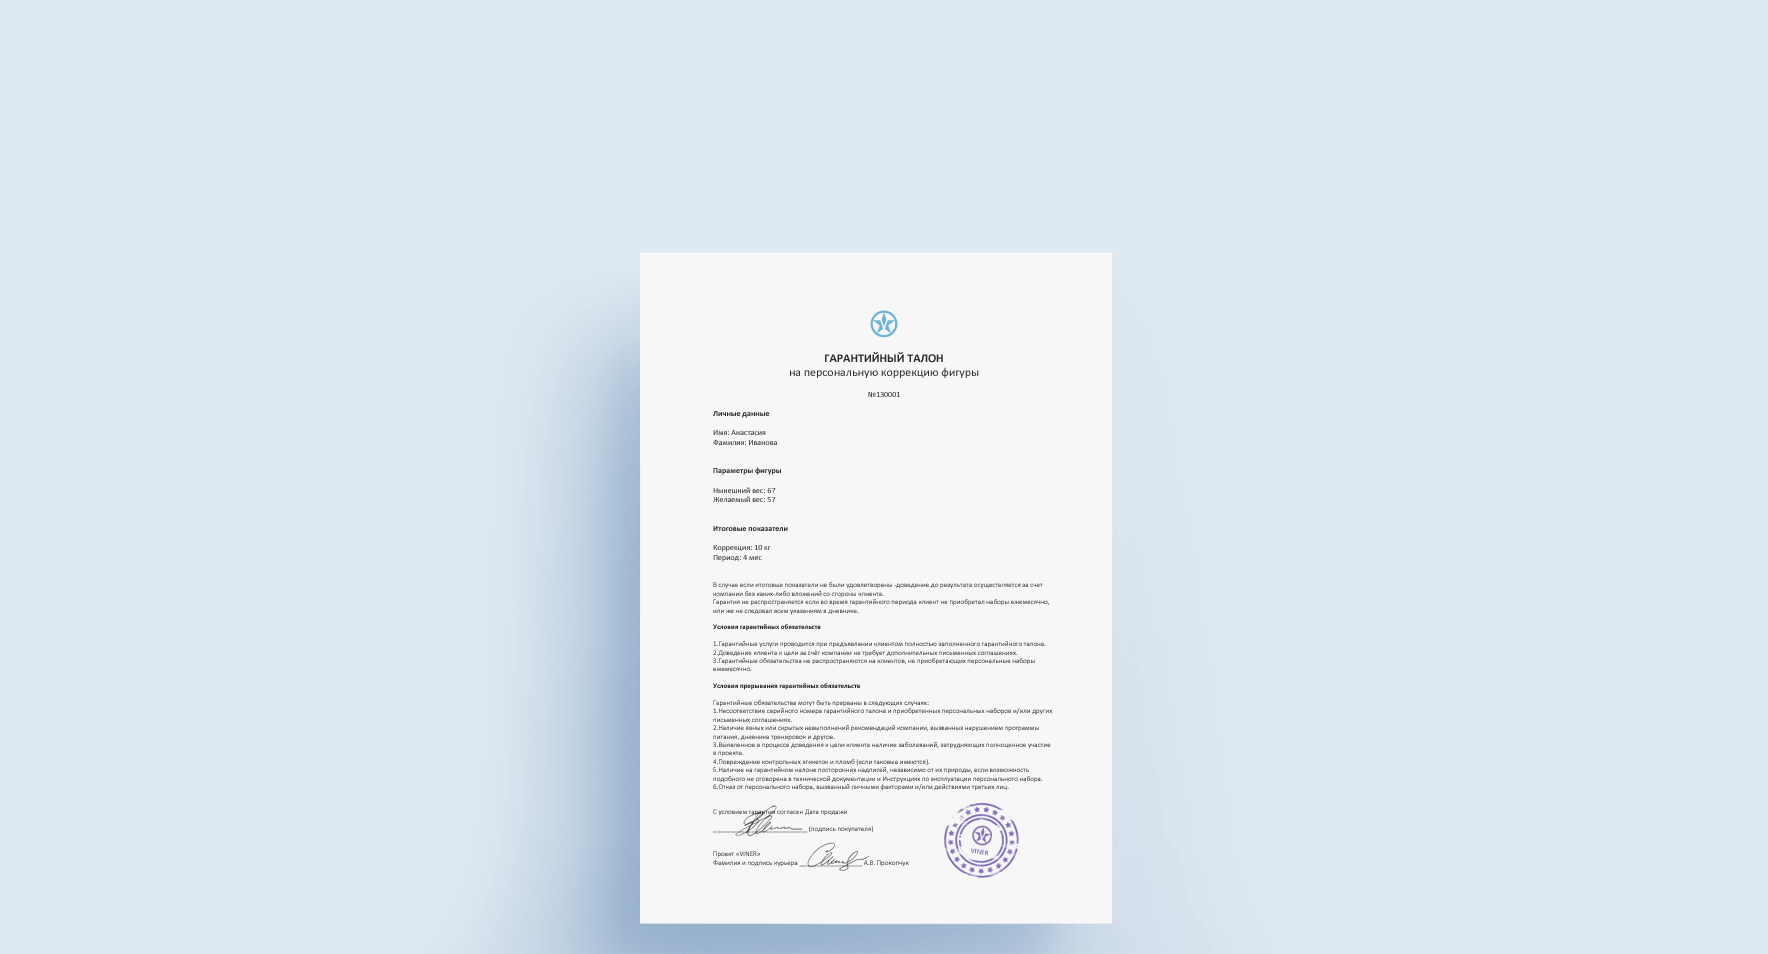 ГАРАНТИЙНЫЙ ТАЛОН
на персональную коррекцию фигуры
№130001
Личные данные
Имя: Анастасия
Фамилия: Иванова
Параметры фигуры
Нынешний вес: 67
Желаемый вес: 57
Итоговые показатели
Коррекция: 10 кг
Период: 4 мес
В случае если итоговые показатели не были удовлетворены -доведение до результата осуществляется за счет
компании без каких-либо вложений со стороны клиента.
Гарантия не распространяется если во время гарантийного периода клиент не приобретал наборы ежемесячно,
или же не следовал всем указаниям в дневнике.
Условия гарантийных обязательств
1.Гарантийные услуги проводится при предъявлении клиентом полностью заполненного гарантийного талона.
2.Доведение клиента к цели за счёт компании не требует дополнительных письменных соглашениях.
3.Гарантийные обязательства не распространяются на клиентов, не приобретающих персональные наборы
ежемесячно.
Условия прерывания гарантийных обязательств
Гарантийные обязательства могут быть прерваны в следующих случаях:
1.Несоответствие серийного номера гарантийного талона и приобретенных персональных наборов и/или других
письменных соглашениях.
2.Наличие явных или скрытых невыполнений рекомендаций компании, вызванных нарушением программы
питания, дневника тренировок и другое.
3.Выявленное в процессе доведения к цели клиента наличие заболеваний, затрудняющих полноценное участие
в проекте.
4.Повреждение контрольных этикеток и пломб (если таковые имеются).
5.Наличие на гарантийном налоне посторонних надписей, независимо от их природы, если возможность
подобного не оговорена в технической документации и Инструкциях по эксплуатации персонального набора.
6.Отказ от персонального набора, вызванный личными факторами и/или действиями третьих лиц.
С условием гарантии согласен Дата продажи
(подпись покупателя)
Проект «VINER»
Фамилия и подпись курьера А.В. Прокопчук
VINER